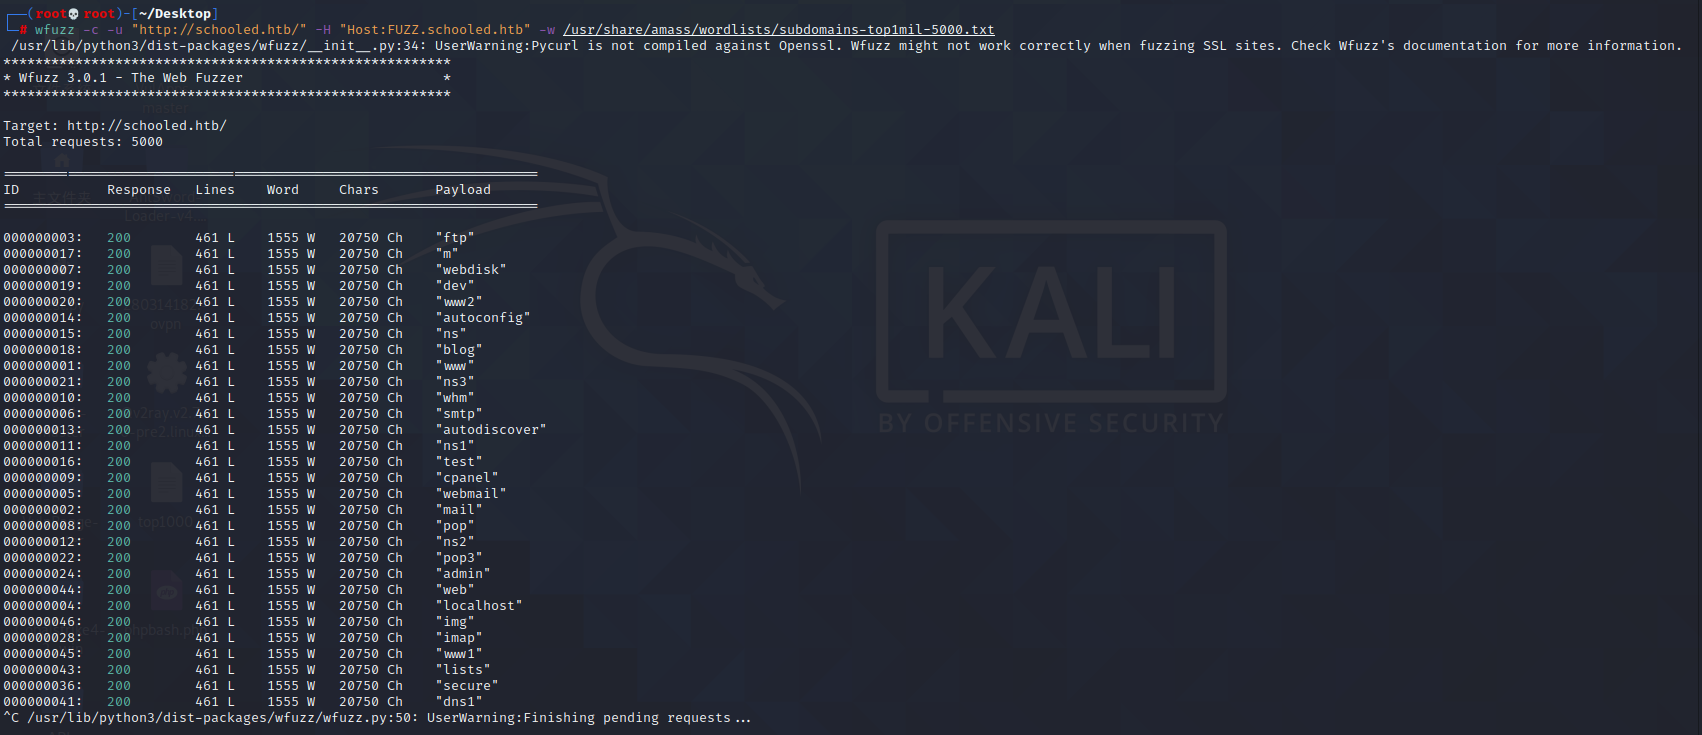 ┌──(root💀root)-[~/Desktop]
└─# wfuzz -c -u "http://schooled.htb/" -H "Host:FUZZ.schooled.htb" -w /usr/share/amass/wordlists/subdomains-top1mil-5000.txt
/usr/lib/python3/dist-packages/wfuzz/__init__.py:34: UserWarning:Pycurl is not compiled against Openssl. Wfuzz might not work correctly when fuzzing SSL sites. Check Wfuzz's documentation for more information.
********************************************************
* Wfuzz 3.0.1 - The Web Fuzzer                         *
********************************************************
Target: http://schooled.htb/
Total requests: 5000
=====================================================================
ID           Response   Lines    Word     Chars       Payload
=====================================================================
000000003:   200        461 L    1555 W   20750 Ch    "ftp"
000000017:   200        461 L    1555 W   20750 Ch    "m"
000000007:   200        461 L    1555 W   20750 Ch    "webdisk"
000000019:   200        461 L    1555 W   20750 Ch    "dev"
000000020:   200        461 L    1555 W   20750 Ch    "www2"
000000014:   200        461 L    1555 W   20750 Ch    "autoconfig"
000000015:   200        461 L    1555 W   20750 Ch    "ns"
000000018:   200        461 L    1555 W   20750 Ch    "blog"
000000001:   200        461 L    1555 W   20750 Ch    "www"
000000021:   200        461 L    1555 W   20750 Ch    "ns3"
000000010:   200        461 L    1555 W   20750 Ch    "whm"
000000006:   200        461 L    1555 W   20750 Ch    "smtp"
000000013:   200        461 L    1555 W   20750 Ch    "autodiscover"
000000011:   200        461 L    1555 W   20750 Ch    "ns1"
000000016:   200        461 L    1555 W   20750 Ch    "test"
000000009:   200        461 L    1555 W   20750 Ch    "cpanel"
000000005:   200        461 L    1555 W   20750 Ch    "webmail"
000000002:   200        461 L    1555 W   20750 Ch    "mail"
000000008:   200        461 L    1555 W   20750 Ch    "pop"
000000012:   200        461 L    1555 W   20750 Ch    "ns2"
000000022:   200        461 L    1555 W   20750 Ch    "pop3"
000000024:   200        461 L    1555 W   20750 Ch    "admin"
000000044:   200        461 L    1555 W   20750 Ch    "web"
000000004:   200        461 L    1555 W   20750 Ch    "localhost"
000000046:   200        461 L    1555 W   20750 Ch    "img"
000000028:   200        461 L    1555 W   20750 Ch    "imap"
000000045:   200        461 L    1555 W   20750 Ch    "www1"
000000043:   200        461 L    1555 W   20750 Ch    "lists"
000000036:   200        461 L    1555 W   20750 Ch    "secure"
000000041:   200        461 L    1555 W   20750 Ch    "dns1"
^C /usr/lib/python3/dist-packages/wfuzz/wfuzz.py:50: UserWarning:Finishing pending requests...
KALI
BY OFFENSIVE SECURITY
master
主文件夹
Loader-v4...
ovpn
top1000